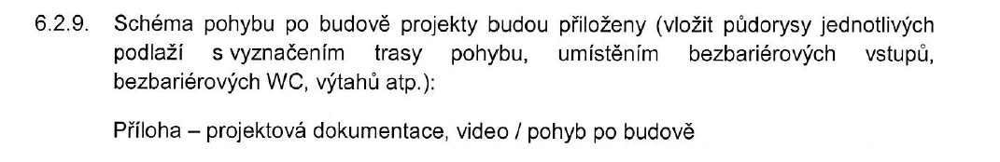 6.2.9. Schéma pohybu po budově projekty budou přiloženy (vložit půdorysy jednotlivých
podlaží s vyznačením trasy pohybu, umístěním bezbariérových vstupů,
bezbariérových WC, výtahů atp.):
Příloha – projektová dokumentace, video / pohyb po budově